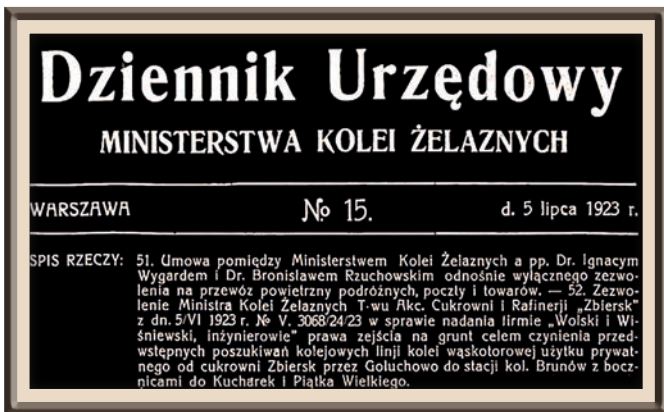 Dziennik Urzędowy
MINISTERSTWA KOLEI ŻELAZNYCH
WARSZAWA № 15. d. 5 lipca 1923 r.
SPIS RZECZY: 51. Umowa pomiędzy Ministerstwem Kolei Żelaznych a pp. Dr. Ignacym
Wygardem i Dr. Bronisławem Rzuchowskim odnośnie wyłącznego zezwo-
lenia na przewóz powietrzny podróżnych, poczty i towarów. — 52. Zezwo-
lenie Ministra Kolei Żelaznych T-wu Akc. Cukrowni i Rafinerji „Zbiersk"
z dn. 5/VI 1923 r. № V. 3068/24/23 w sprawie nadania firmie „Wolski i Wi-
śniewski, inżynierowie" prawa zejścia na grunt celem czynienia przed-
wstępnych poszukiwań kolejowych linji kolei wąskotorowej użytku prywat-
nego od cukrowni Zbiersk przez Goluchowo do stacji kol. Brunów z bocz-
nicami do Kucharek i Piątka Wielkiego.